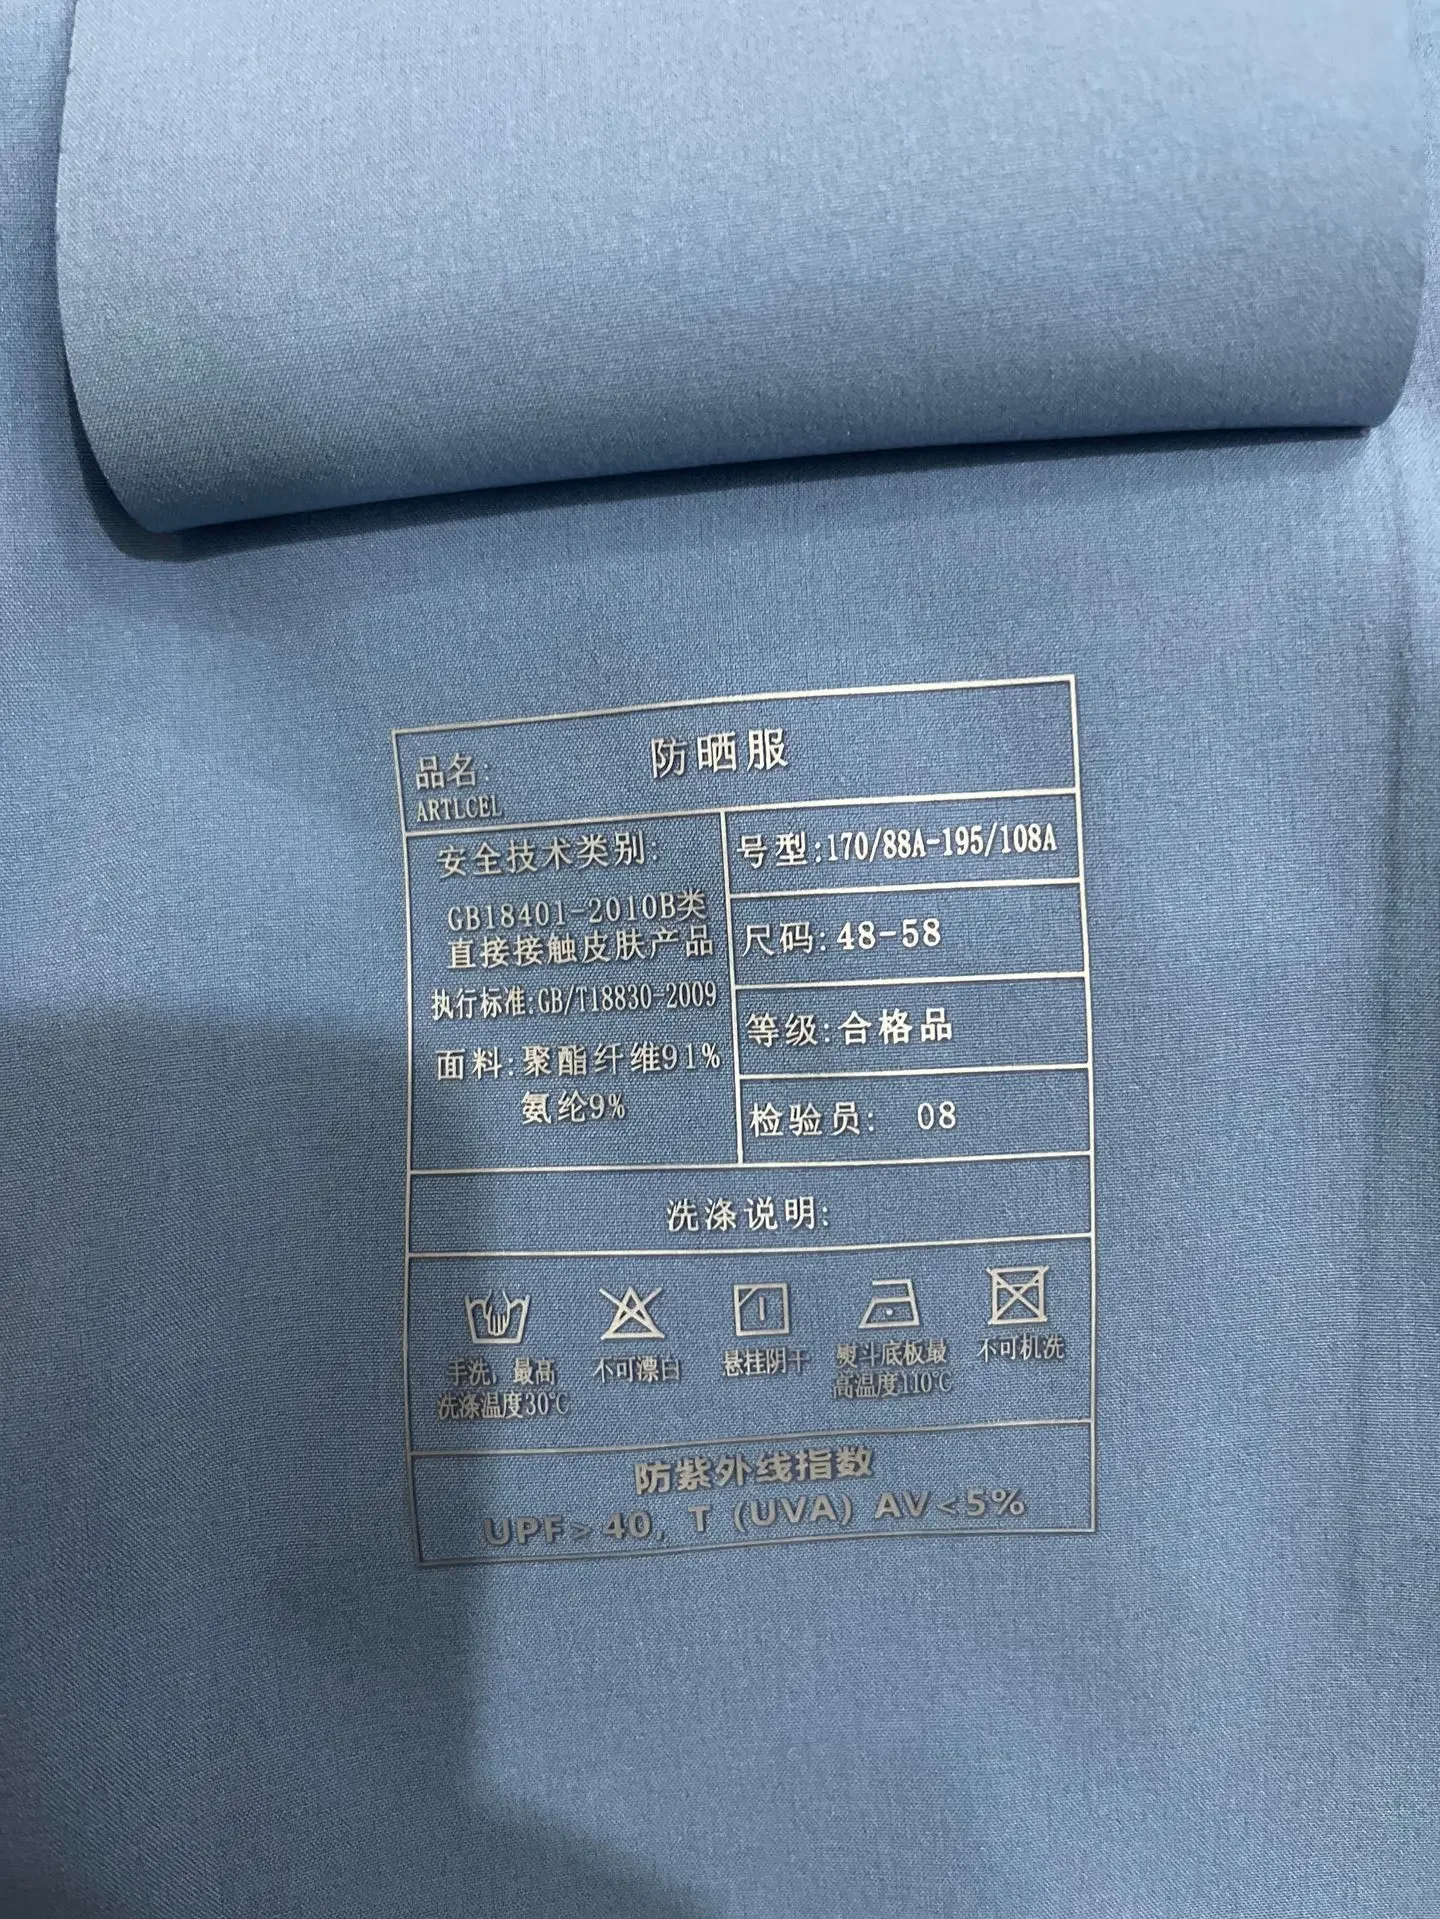 品名: 防晒服
ARTLCEL
安全技术类别:
GB18401-2010B类
直接接触皮肤产品
执行标准:GB/T18830-2009
面料:聚酯纤维91%
氨纶9%
号型:170/88A-195/108A
尺码:48-58
等级:合格品
检验员: 08
洗涤说明:
手洗，最高
洗涤温度30℃
不可漂白
悬挂阴干
熨斗底板最
高温度110℃
不可机洗
防紫外线指数
UPF＞40，T（UVA）AV＜5%